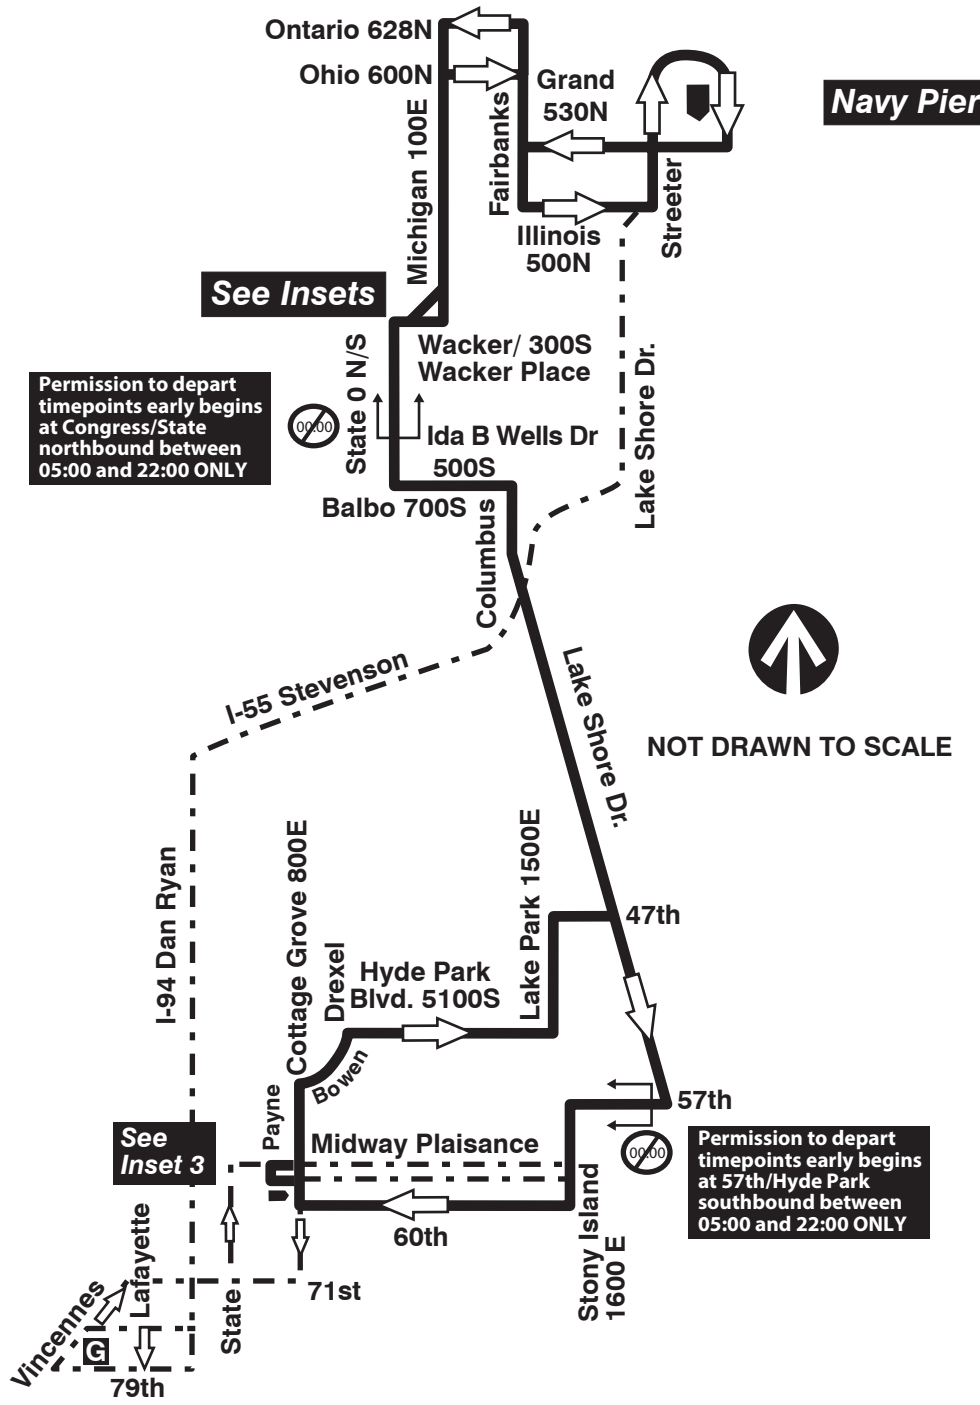 Ontario 628N
Ohio 600N
Michigan 100E
Fairbanks
Grand
530N
Navy Pier
Streeter
Illinois
500N
See Insets
Wacker/ 300S
Wacker Place
State 0 N/S
Lake Shore Dr.
Permission to depart
timepoints early begins
at Congress/State
northbound between
05:00 and 22:00 ONLY
00:00
Ida B Wells Dr
500S
Balbo 700S
Columbus
I-55 Stevenson
Lake Shore Dr.
NOT DRAWN TO SCALE
I-94 Dan Ryan
Cottage Grove 800E
Drexel
Hyde Park
Blvd. 5100S
Lake Park 1500E
47th
Bowen
Payne
57th
See
Inset 3
Midway Plaisance
00:00
Permission to depart
timepoints early begins
at 57th/Hyde Park
southbound between
05:00 and 22:00 ONLY
60th
Stony Island
1600 E
Lafayette
State
71st
Vincennes
G
79th